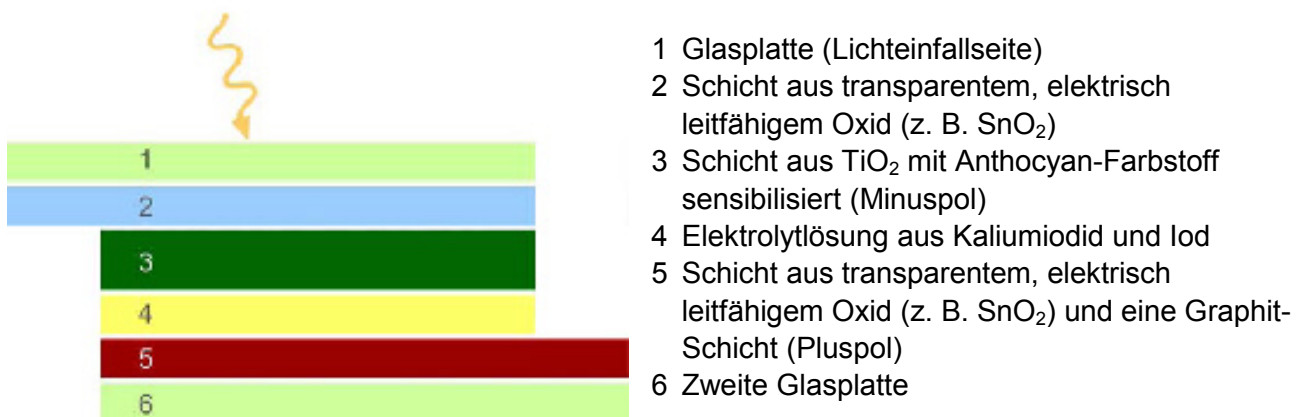 1
2
3
4
5
6
1 Glasplatte (Lichteinfallseite)
2 Schicht aus transparentem, elektrisch
leitfähigem Oxid (z. B. SnO₂)
3 Schicht aus TiO₂ mit Anthocyan-Farbstoff
sensibilisiert (Minuspol)
4 Elektrolytlösung aus Kaliumiodid und Iod
5 Schicht aus transparentem, elektrisch
leitfähigem Oxid (z. B. SnO₂) und eine Graphit-
Schicht (Pluspol)
6 Zweite Glasplatte